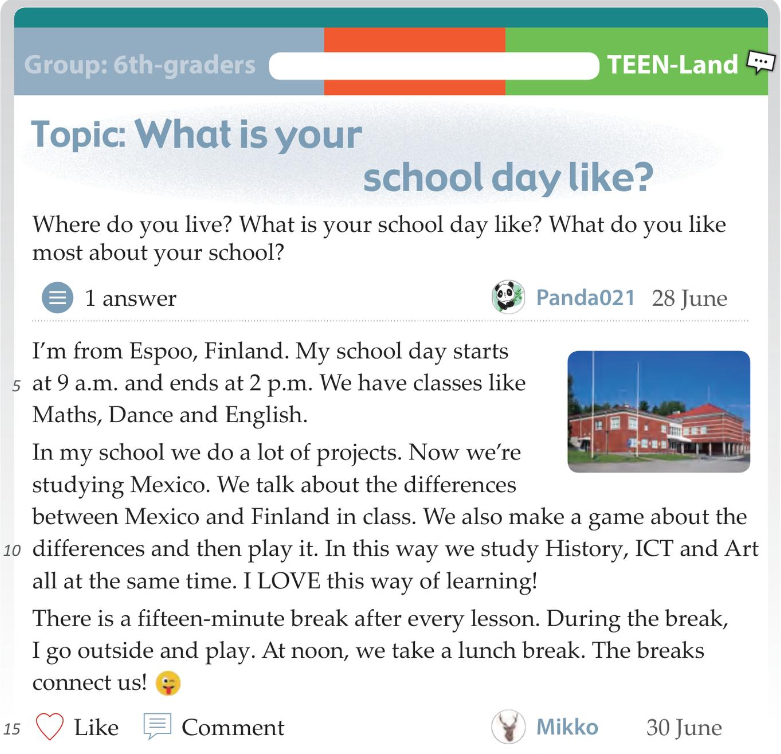 Group: 6th-graders TEEN-Land
Topic: What is your
school day like?
Where do you live? What is your school day like? What do you like
most about your school?
1 answer Panda021 28 June
I'm from Espoo, Finland. My school day starts
5 at 9 a.m. and ends at 2 p.m. We have classes like
Maths, Dance and English.
In my school we do a lot of projects. Now we're
studying Mexico. We talk about the differences
between Mexico and Finland in class. We also make a game about the
10 differences and then play it. In this way we study History, ICT and Art
all at the same time. I LOVE this way of learning!
There is a fifteen-minute break after every lesson. During the break,
I go outside and play. At noon, we take a lunch break. The breaks
connect us!
15 Like Comment Mikko 30 June